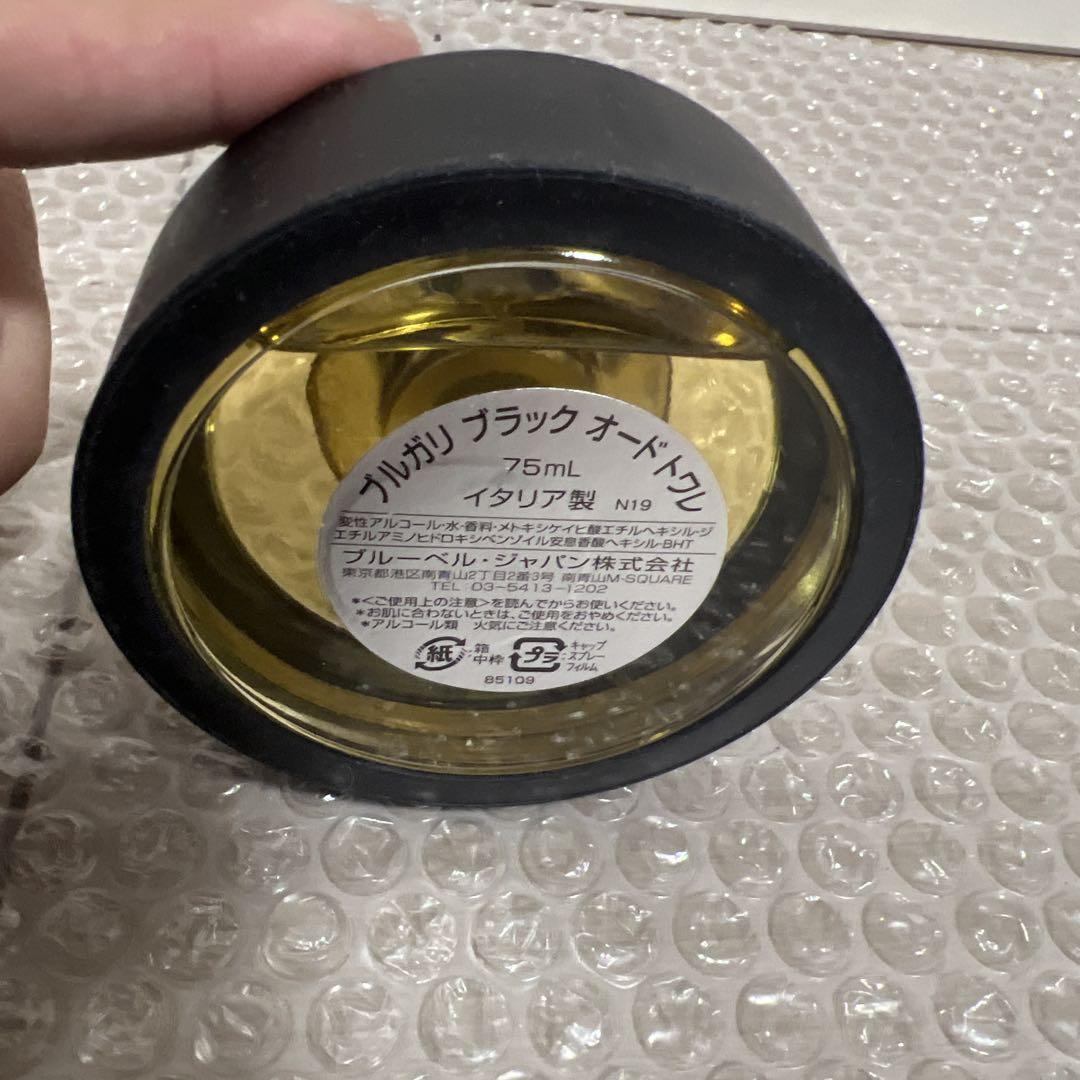 ブルガリ ブラック オードトワレ
75mL
イタリア製 N19
変性アルコール・水・香料・メトキシケイヒ酸エチルヘキシル・ジ
エチルアミノヒドロキシベンゾイル安息香酸ヘキシル・BHT
ブルーベル・ジャパン株式会社
東京都港区南青山2丁目2番3号 南青山M-SQUARE
TEL:03-5413-1202
*<ご使用上の注意>を読んでからお使いください。
*お肌に合わないときは、ご使用をおやめください。
*アルコール類 火気にご注意ください。
紙 :箱 中枠 プラ :キャップ スプレー フィルム
85109